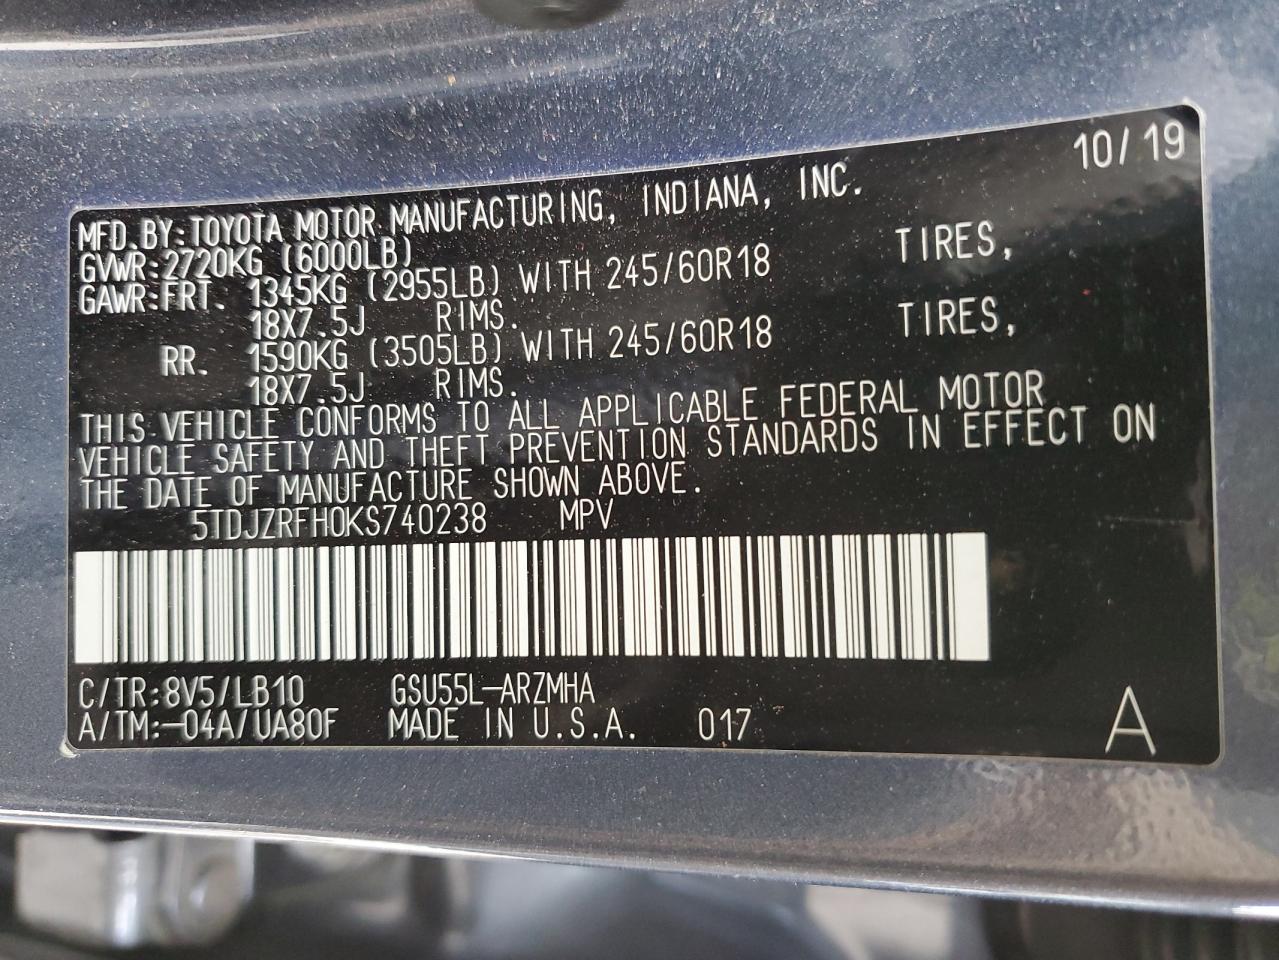 10/19
MFD.BY:TOYOTA MOTOR MANUFACTURING, INDIANA, INC.
GVWR:2720KG (6000LB)
GAWR:FRT. 1345KG (2955LB) WITH 245/60R18 TIRES,
18X7.5J RIMS.
RR. 1590KG (3505LB) WITH 245/60R18 TIRES,
18X7.5J RIMS.
THIS VEHICLE CONFORMS TO ALL APPLICABLE FEDERAL MOTOR
VEHICLE SAFETY AND THEFT PREVENTION STANDARDS IN EFFECT ON
THE DATE OF MANUFACTURE SHOWN ABOVE.
5TDJZRFH0KS740238 MPV
C/TR:8V5/LB10 GSU55L-ARZMHA
A/TM:-04A/UA80F MADE IN U.S.A. 017 A